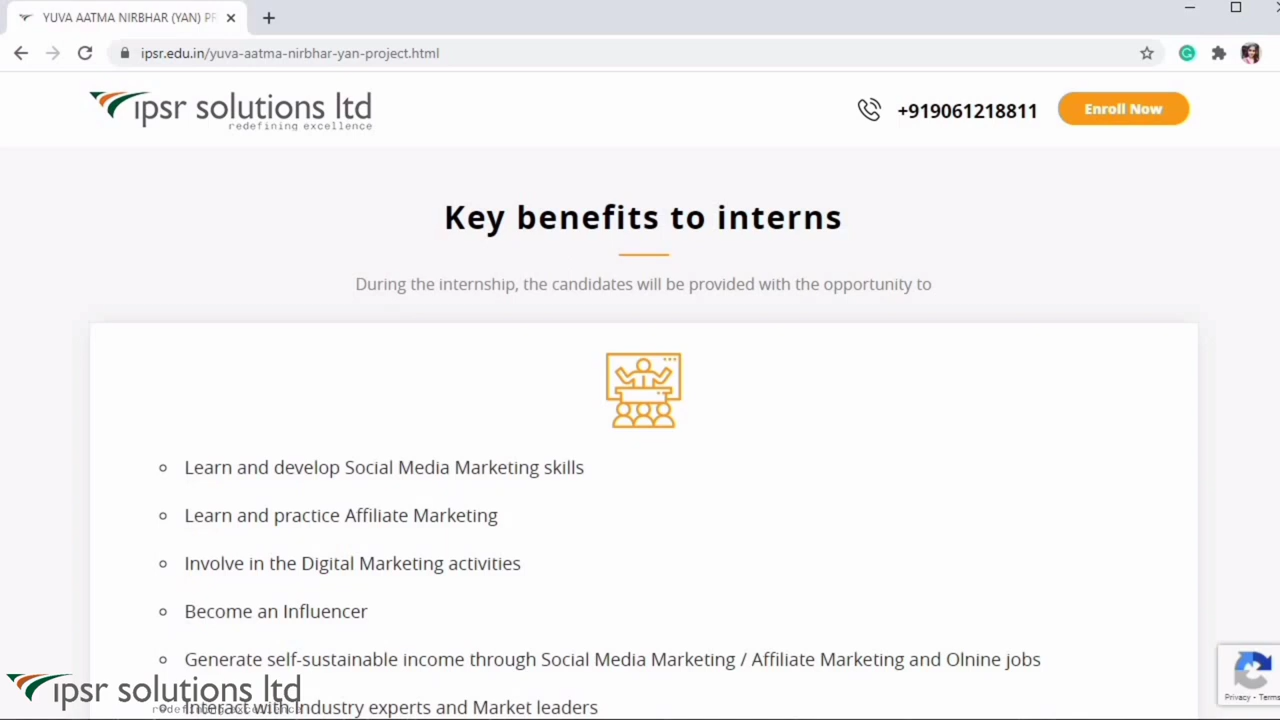 YUVA AATMA NIRBHAR (YAN) PR
ipsr.edu.in/yuva-aatma-nirbhar-yan-project.html
ipsr solutions ltd
redefining excellence
+919061218811
Enroll Now
Key benefits to interns
During the internship, the candidates will be provided with the opportunity to
Learn and develop Social Media Marketing skills
Learn and practice Affiliate Marketing
Involve in the Digital Marketing activities
Become an Influencer
Generate self-sustainable income through Social Media Marketing / Affiliate Marketing and Olnine jobs
Interact with Industry experts and Market leaders
ipsr solutions ltd
redefining excellence
Privacy - Terms